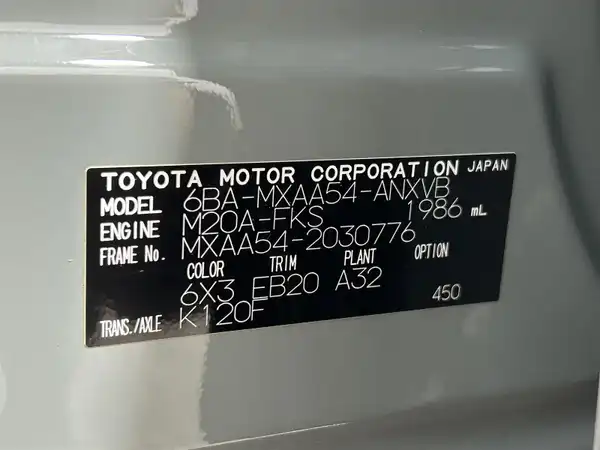 TOYOTA MOTOR CORPORATION JAPAN
MODEL 6BA-MXAA54-ANXVB
ENGINE M20A-FKS 1986 mL
FRAME No. MXAA54-2030776
COLOR TRIM PLANT OPTION
6X3 EB20 A32
TRANS./AXLE K120F 450